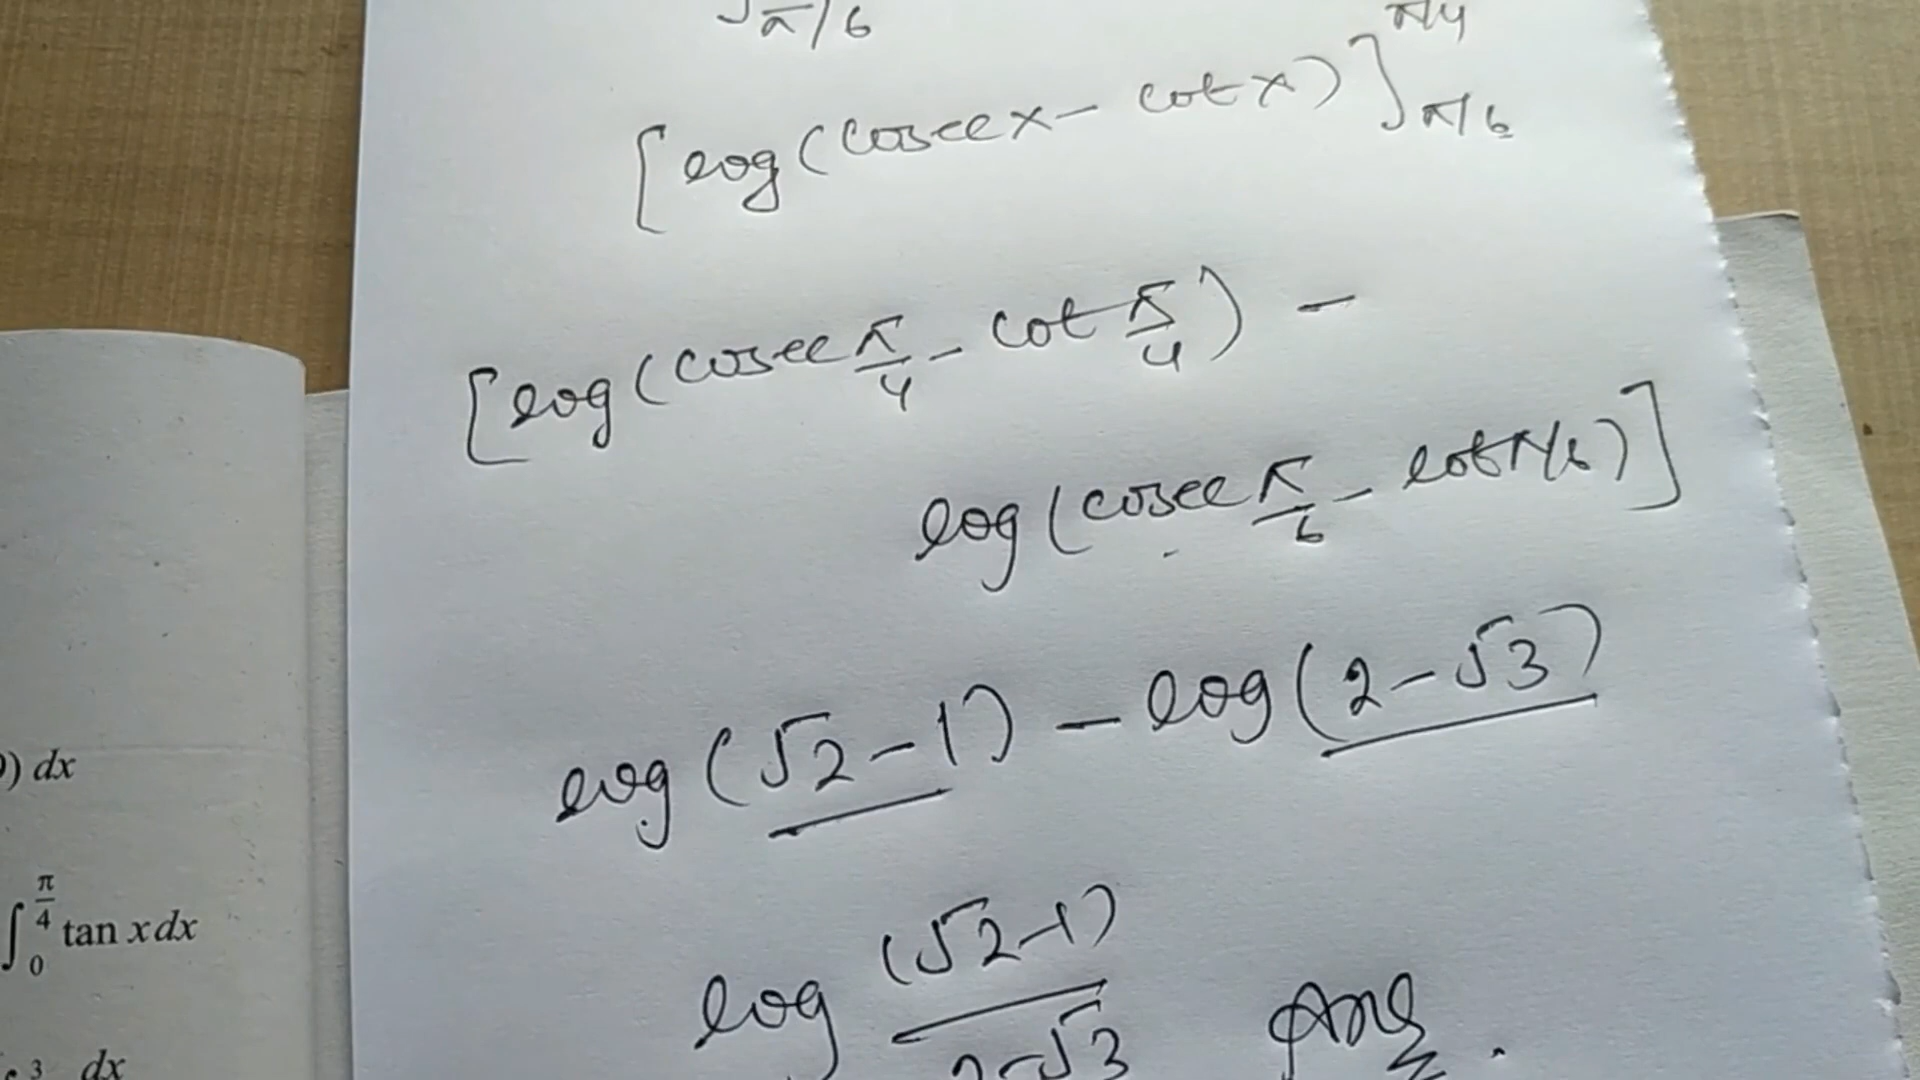 ∫π/6
[log(cosec x - cot x)]π/4 π/6
[log(cosec π/4 - cot π/4) -
log(cosec π/6 - cot π/6)]
log(√2-1) - log(2-√3)
log (√2-1)/2-√3 Ans.
) dx
∫0 π/4 tan x dx
3 dx